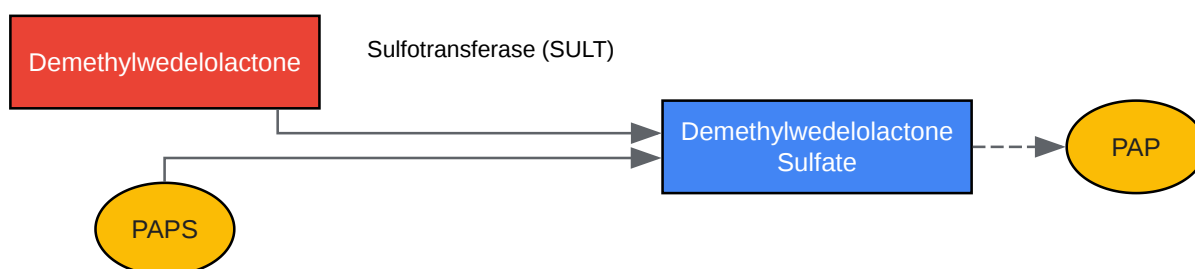 Demethylwedelolactone
Sulfotransferase (SULT)
Demethylwedelolactone
Sulfate
PAP
PAPS